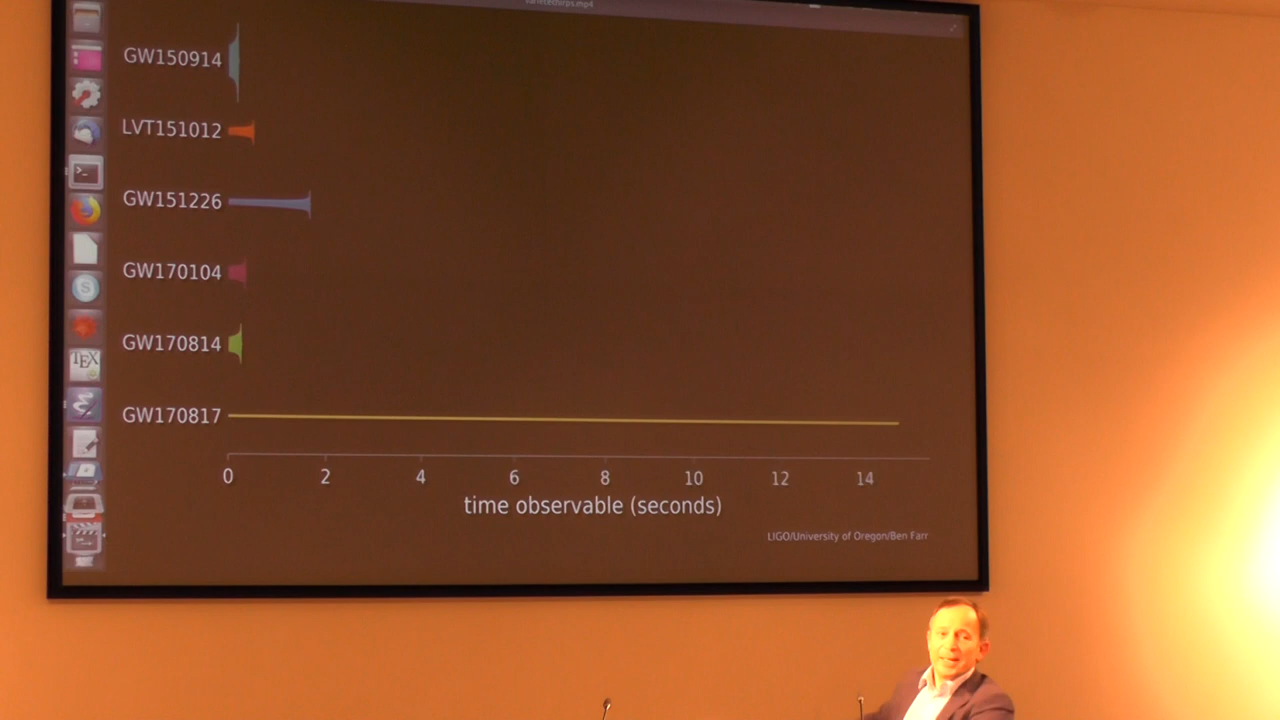 GW150914
LVT151012
GW151226
GW170104
GW170814
GW170817
0 2 4 6 8 10 12 14
time observable (seconds)
LIGO/University of Oregon/Ben Farr
TEX